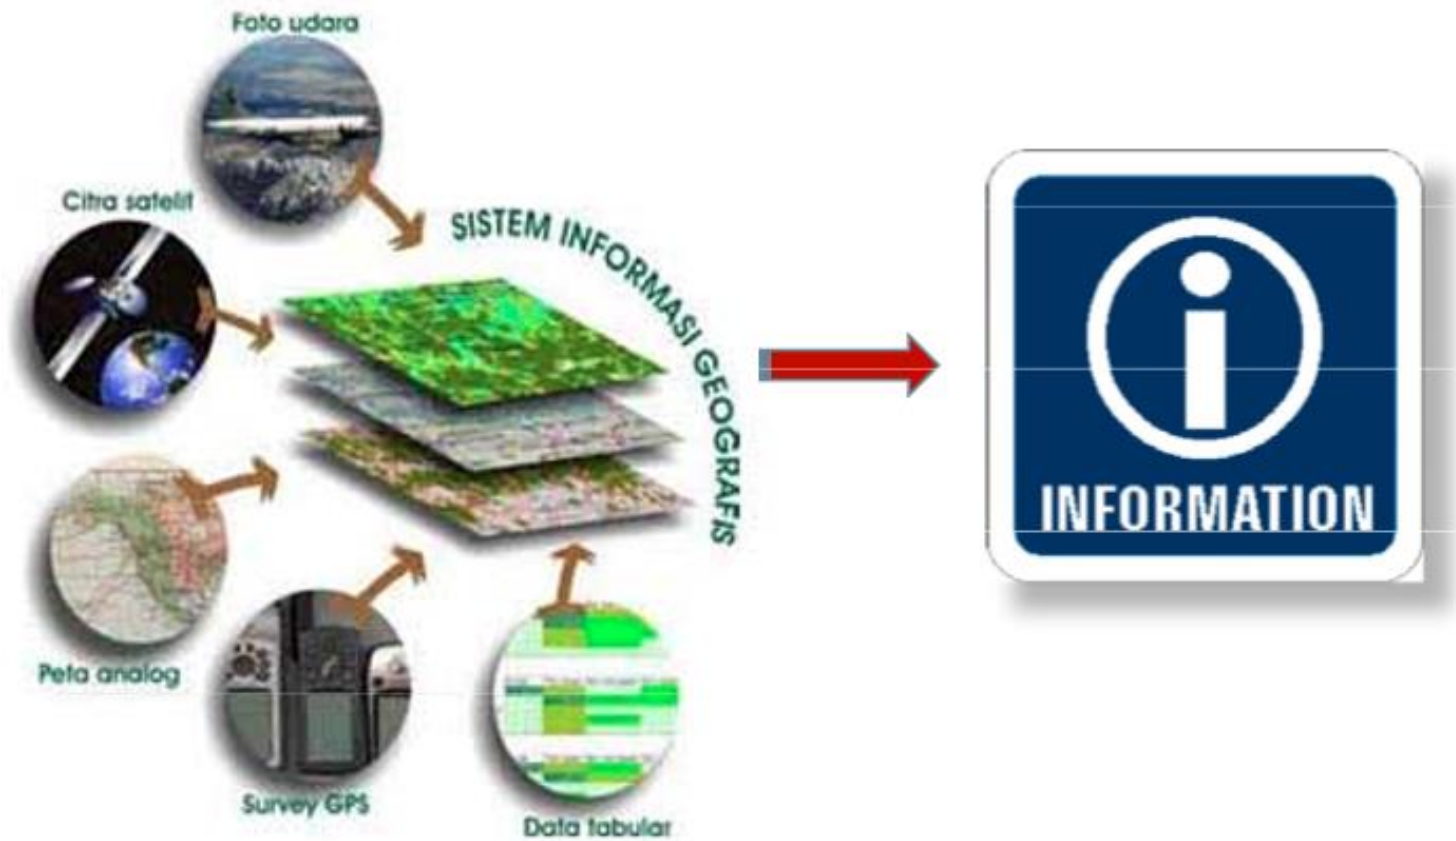 Foto udara
Citra satelit
SISTEM INFORMASI GEOGRAFIS
Peta analog
Survey GPS
Data tabular
INFORMATION